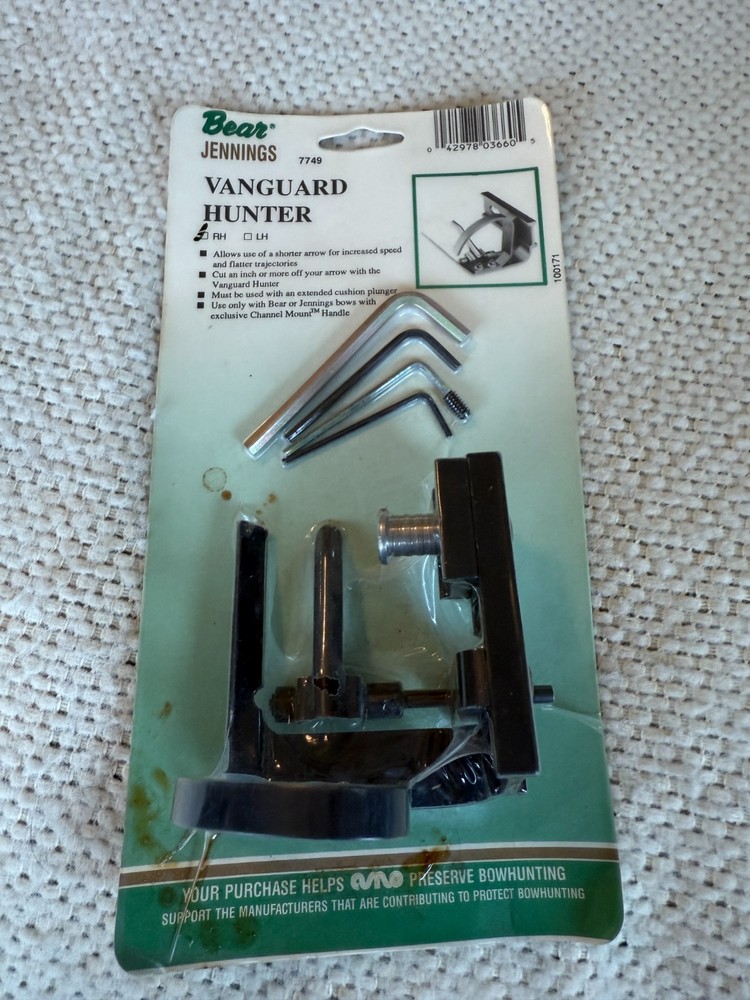 Bear®
JENNINGS
7749
0 42978 03660 5
VANGUARD
HUNTER
RH LH
■ Allows use of a shorter arrow for increased speed
and flatter trajectories
■ Cut an inch or more off your arrow with the
Vanguard Hunter
■ Must be used with an extended cushion plunger
■ Use only with Bear or Jennings bows with
exclusive Channel Mount™ Handle
100171
YOUR PURCHASE HELPS AMO PRESERVE BOWHUNTING
SUPPORT THE MANUFACTURERS THAT ARE CONTRIBUTING TO PROTECT BOWHUNTING